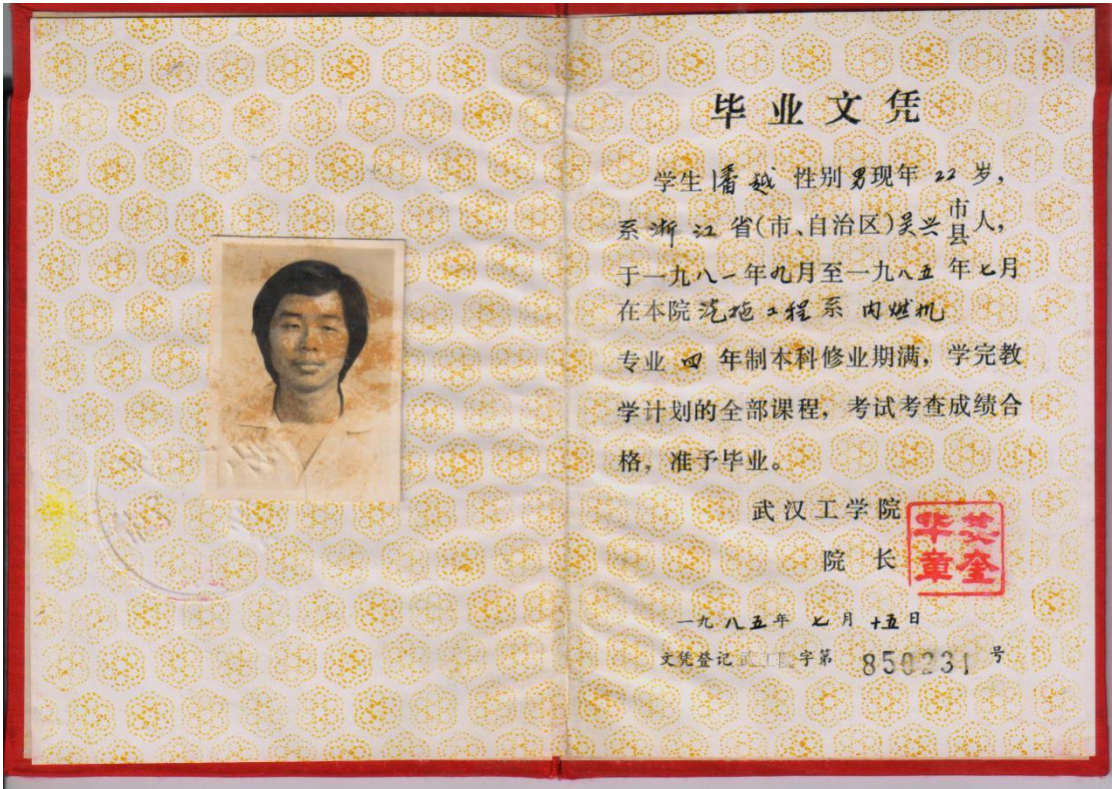 毕业文凭
学生潘越 性别男现年22岁,
系浙江省(市、自治区)吴兴市县人,
于一九八一年九月至一九八五年七月
在本院汽拖工程系 内燃机
专业 四 年制本科修业期满, 学完教
学计划的全部课程, 考试考查成绩合
格, 准予毕业。
武汉工学院
院 长
一九八五年 七月 十五日
文凭登记武工院字第 850231 号